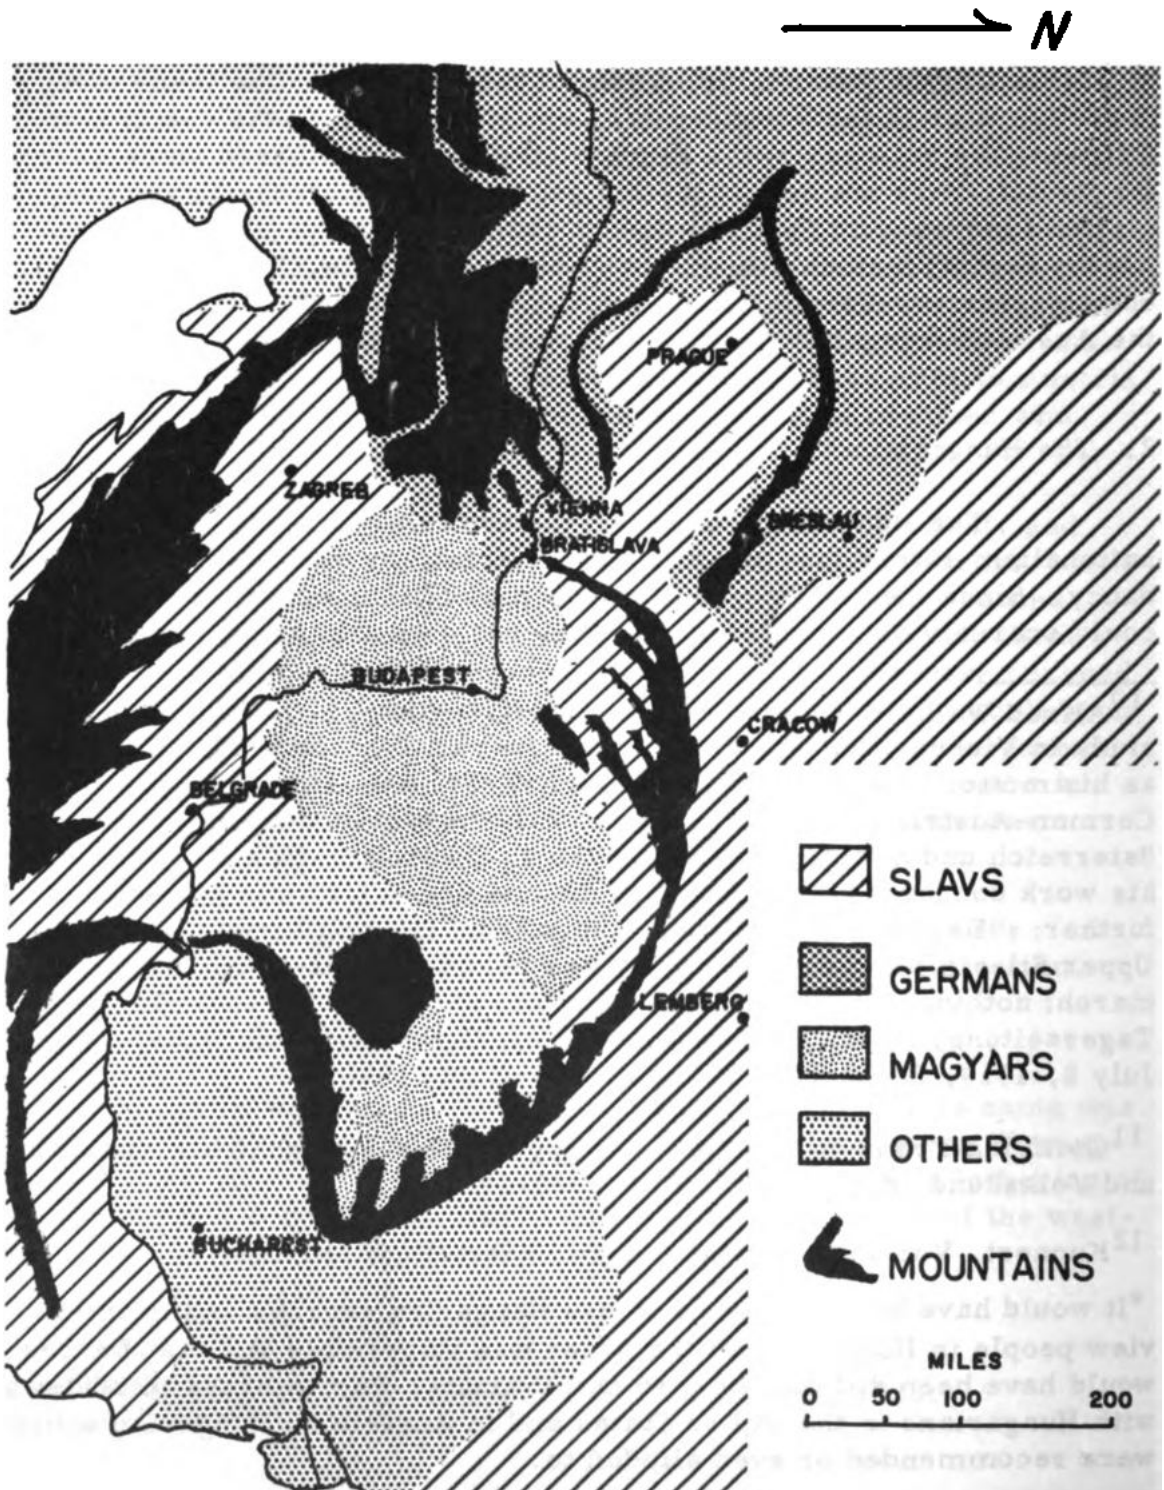 N
PRAGUE
ZAGREB
VIENNA
BRESLAU
BRATISLAVA
BUDAPEST
CRACOW
BELGRADE
LEMBERG
BUCHAREST
SLAVS
GERMANS
MAGYARS
OTHERS
MOUNTAINS
MILES
0 50 100 200